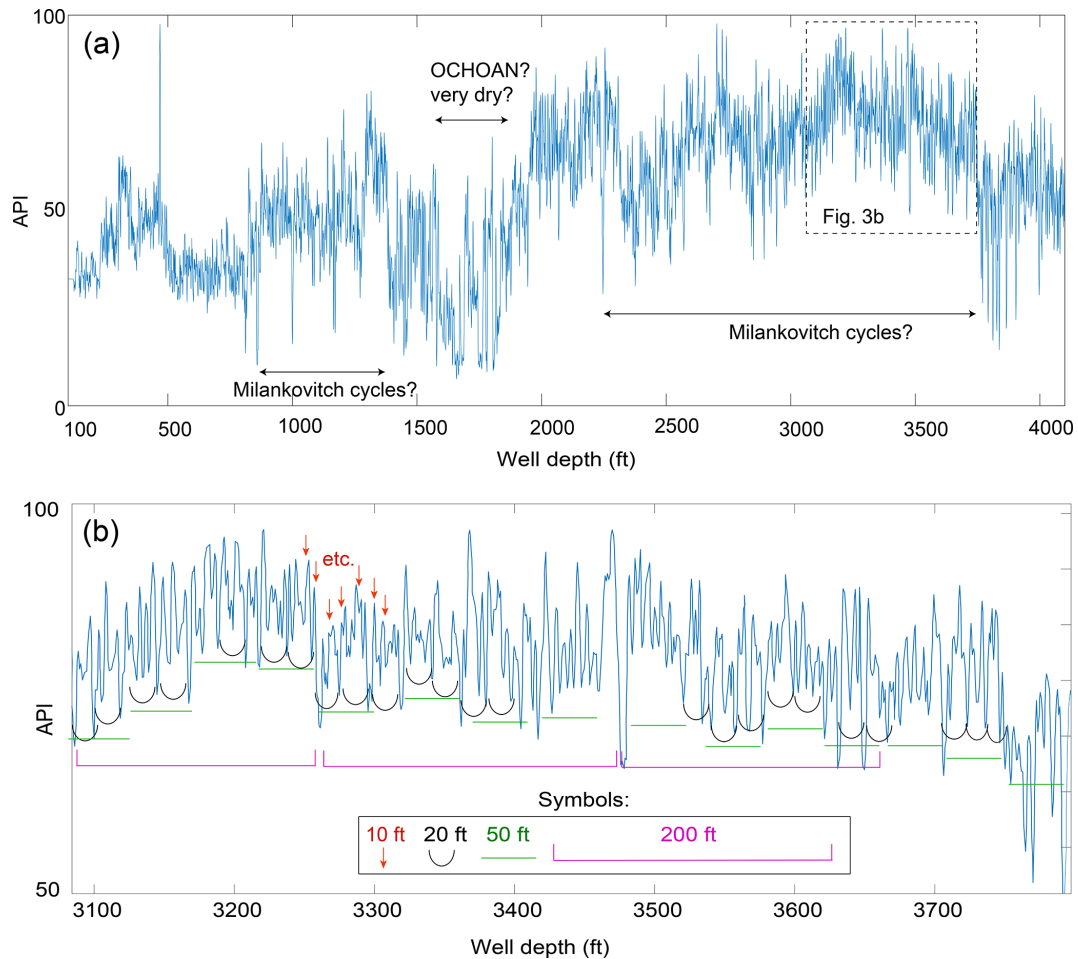 100
(a)
OCHOAN?
very dry?
API
50
Fig. 3b
Milankovitch cycles?
Milankovitch cycles?
0
100 500 1000 1500 2000 2500 3000 3500 4000
Well depth (ft)
100
(b)
etc.
API
Symbols:
10 ft 20 ft 50 ft 200 ft
50
3100 3200 3300 3400 3500 3600 3700
Well depth (ft)